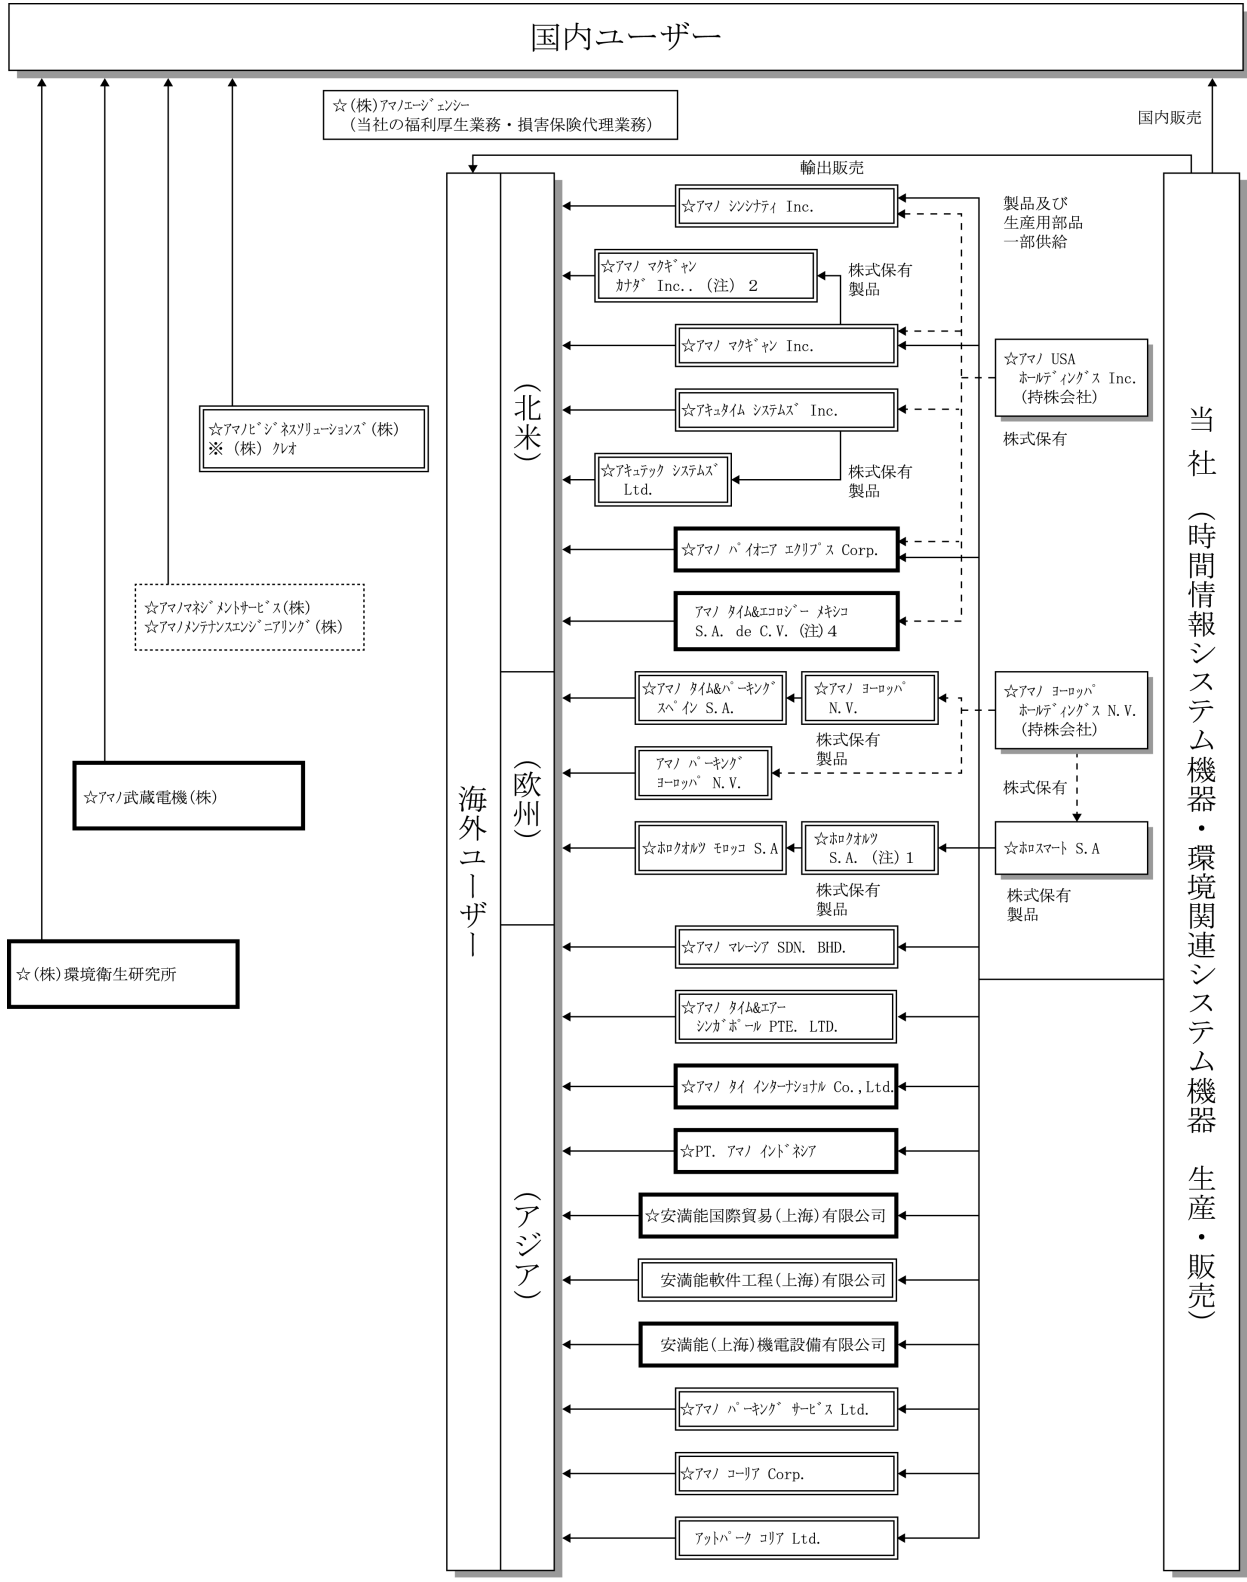 国内ユーザー
☆(株)ｱﾏﾉｴｰｼﾞｪﾝｼｰ
（当社の福利厚生業務・損害保険代理業務）
国内販売
輸出販売
☆ｱﾏﾉ ｼﾝｼﾅﾃｨ Inc.
製品及び
生産用部品
一部供給
☆ｱﾏﾉ ﾏｸｷﾞｬﾝ
ｶﾅﾀﾞ Inc..（注） 2
株式保有
製品
☆ｱﾏﾉ ﾏｸｷﾞｬﾝ Inc.
☆ｱﾏﾉ USA
ﾎｰﾙﾃﾞｨﾝｸﾞｽ Inc.
（持株会社）
株式保有
☆ｱｷｭﾀｲﾑ ｼｽﾃﾑｽﾞ Inc.
☆ｱｷｭﾃｯｸ ｼｽﾃﾑｽﾞ
Ltd.
株式保有
製品
☆ｱﾏﾉ ﾊﾟｲｵﾆｱ ｴｸﾘﾌﾟｽ Corp.
ｱﾏﾉ ﾀｲﾑ&ｴｺﾛｼﾞｰ ﾒｷｼｺ
S.A. de C.V.（注）4
（北米）
☆ｱﾏﾉﾋﾞｼﾞﾈｽｿﾘｭｰｼｮﾝｽﾞ(株)
※（株）ｸﾚｵ
☆ｱﾏﾉﾏﾈｼﾞﾒﾝﾄｻｰﾋﾞｽ(株)
☆ｱﾏﾉﾒﾝﾃﾅﾝｽｴﾝｼﾞﾆｱﾘﾝｸﾞ(株)
☆ｱﾏﾉ武蔵電機(株)
☆(株)環境衛生研究所
☆ｱﾏﾉ ﾀｲﾑ&ﾊﾟｰｷﾝｸﾞ
ｽﾍﾟｲﾝ S.A.
☆ｱﾏﾉ ﾖｰﾛｯﾊﾟ
N.V.
☆ｱﾏﾉ ﾖｰﾛｯﾊﾟ
ﾎｰﾙﾃﾞｨﾝｸﾞｽ N.V.
（持株会社）
株式保有
製品
ｱﾏﾉ ﾊﾟｰｷﾝｸﾞ
ﾖｰﾛｯﾊﾟ N.V.
株式保有
☆ﾎﾛｸｵﾙﾂ ﾓﾛｯｺ S.A
☆ﾎﾛｸｵﾙﾂ
S.A.（注）1
☆ﾎﾛｽﾏｰﾄ S.A
株式保有
製品
株式保有
製品
（欧州）
海外ユーザー
☆ｱﾏﾉ ﾏﾚｰｼｱ SDN. BHD.
☆ｱﾏﾉ ﾀｲﾑ&ｴｱｰ
ｼﾝｶﾞﾎﾟｰﾙ PTE. LTD.
☆ｱﾏﾉ ﾀｲ ｲﾝﾀｰﾅｼｮﾅﾙ Co.,Ltd.
☆PT. ｱﾏﾉ ｲﾝﾄﾞﾈｼｱ
☆安満能国際貿易(上海)有限公司
安満能軟件工程(上海)有限公司
安満能(上海)機電設備有限公司
☆ｱﾏﾉ ﾊﾟｰｷﾝｸﾞ ｻｰﾋﾞｽ Ltd.
☆ｱﾏﾉ ｺｰﾘｱ Corp.
ｱｯﾄﾊﾟｰｸ ｺﾘｱ Ltd.
（アジア）
当社（時間情報システム機器・環境関連システム機器　生産・販売）